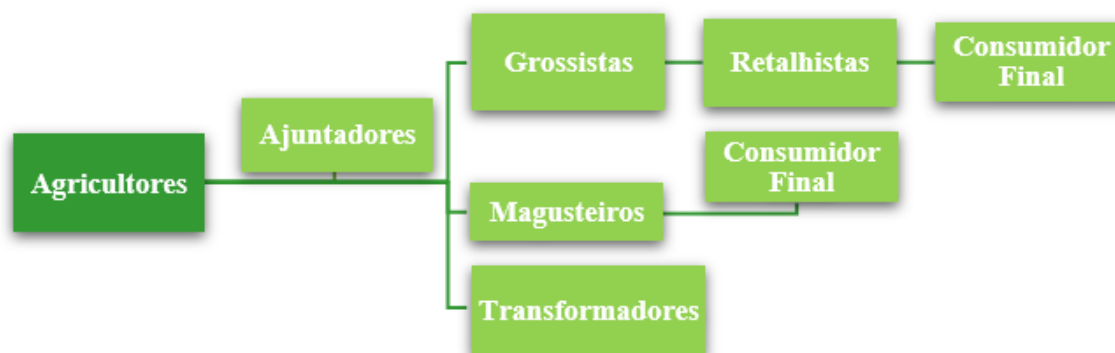 Agricultores
Ajuntadores
Grossistas
Retalhistas
Consumidor
Final
Magusteiros
Consumidor
Final
Transformadores